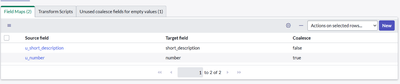 Field Maps (2) Transform Scripts Unused coalesce fields for empty values (1)
Actions on selected rows... New
Source field Target field Coalesce
u_short_description short_description false
u_number number true
1 to 2 of 2